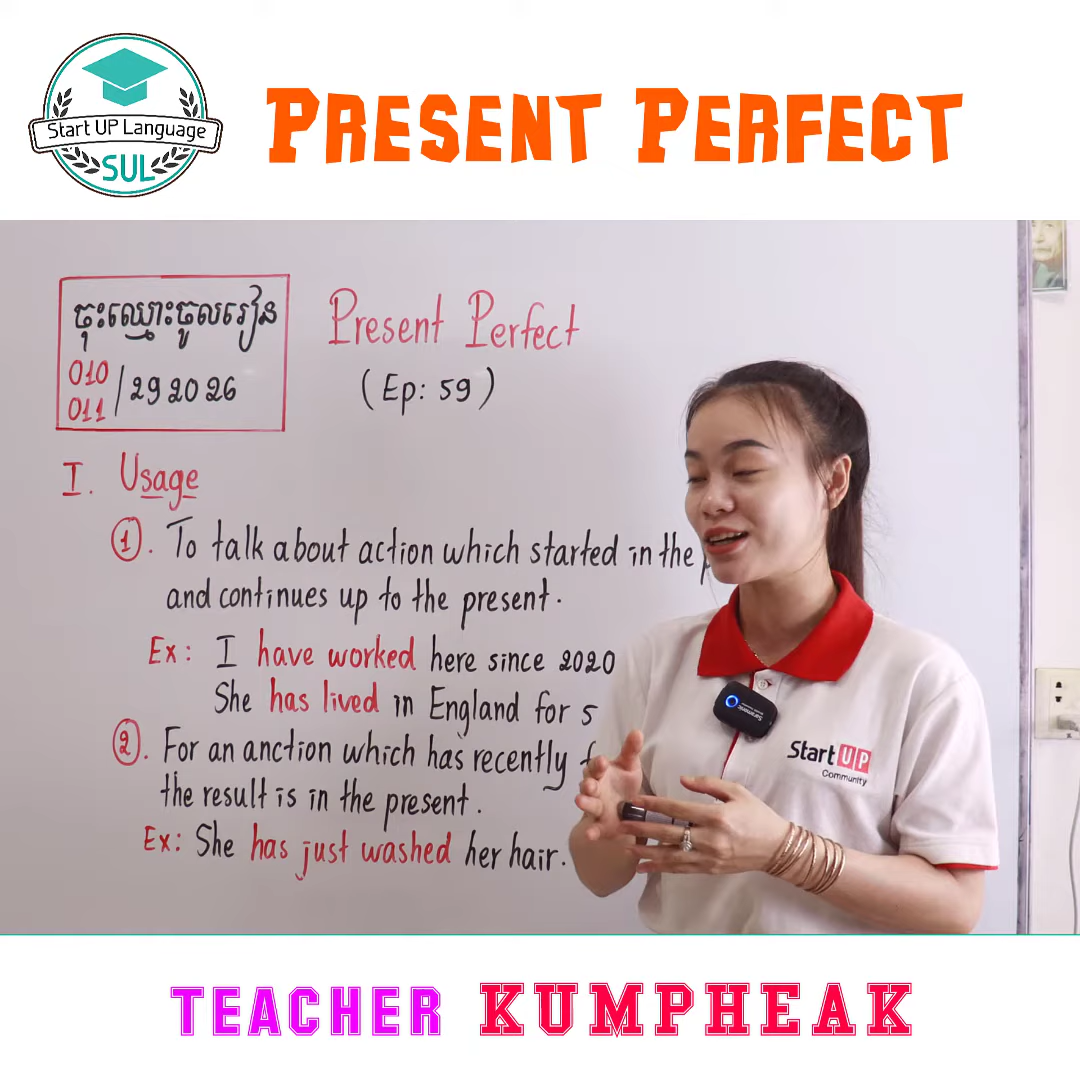 Start UP Language
SUL
PRESENT PERFECT
ចុះឈ្មោះចូលរៀន
010
011
/ 29 20 26
Present Perfect
(Ep: 59)
I. Usage
1. To talk about action which started in the
and continues up to the present.
Ex: I have worked here since 2020
She has lived in England for 5
2. For an anction which has recently
the result is in the present.
Ex: She has just washed her hair.
Saramonic
Start UP
Community
TEACHER KUMPHEAK